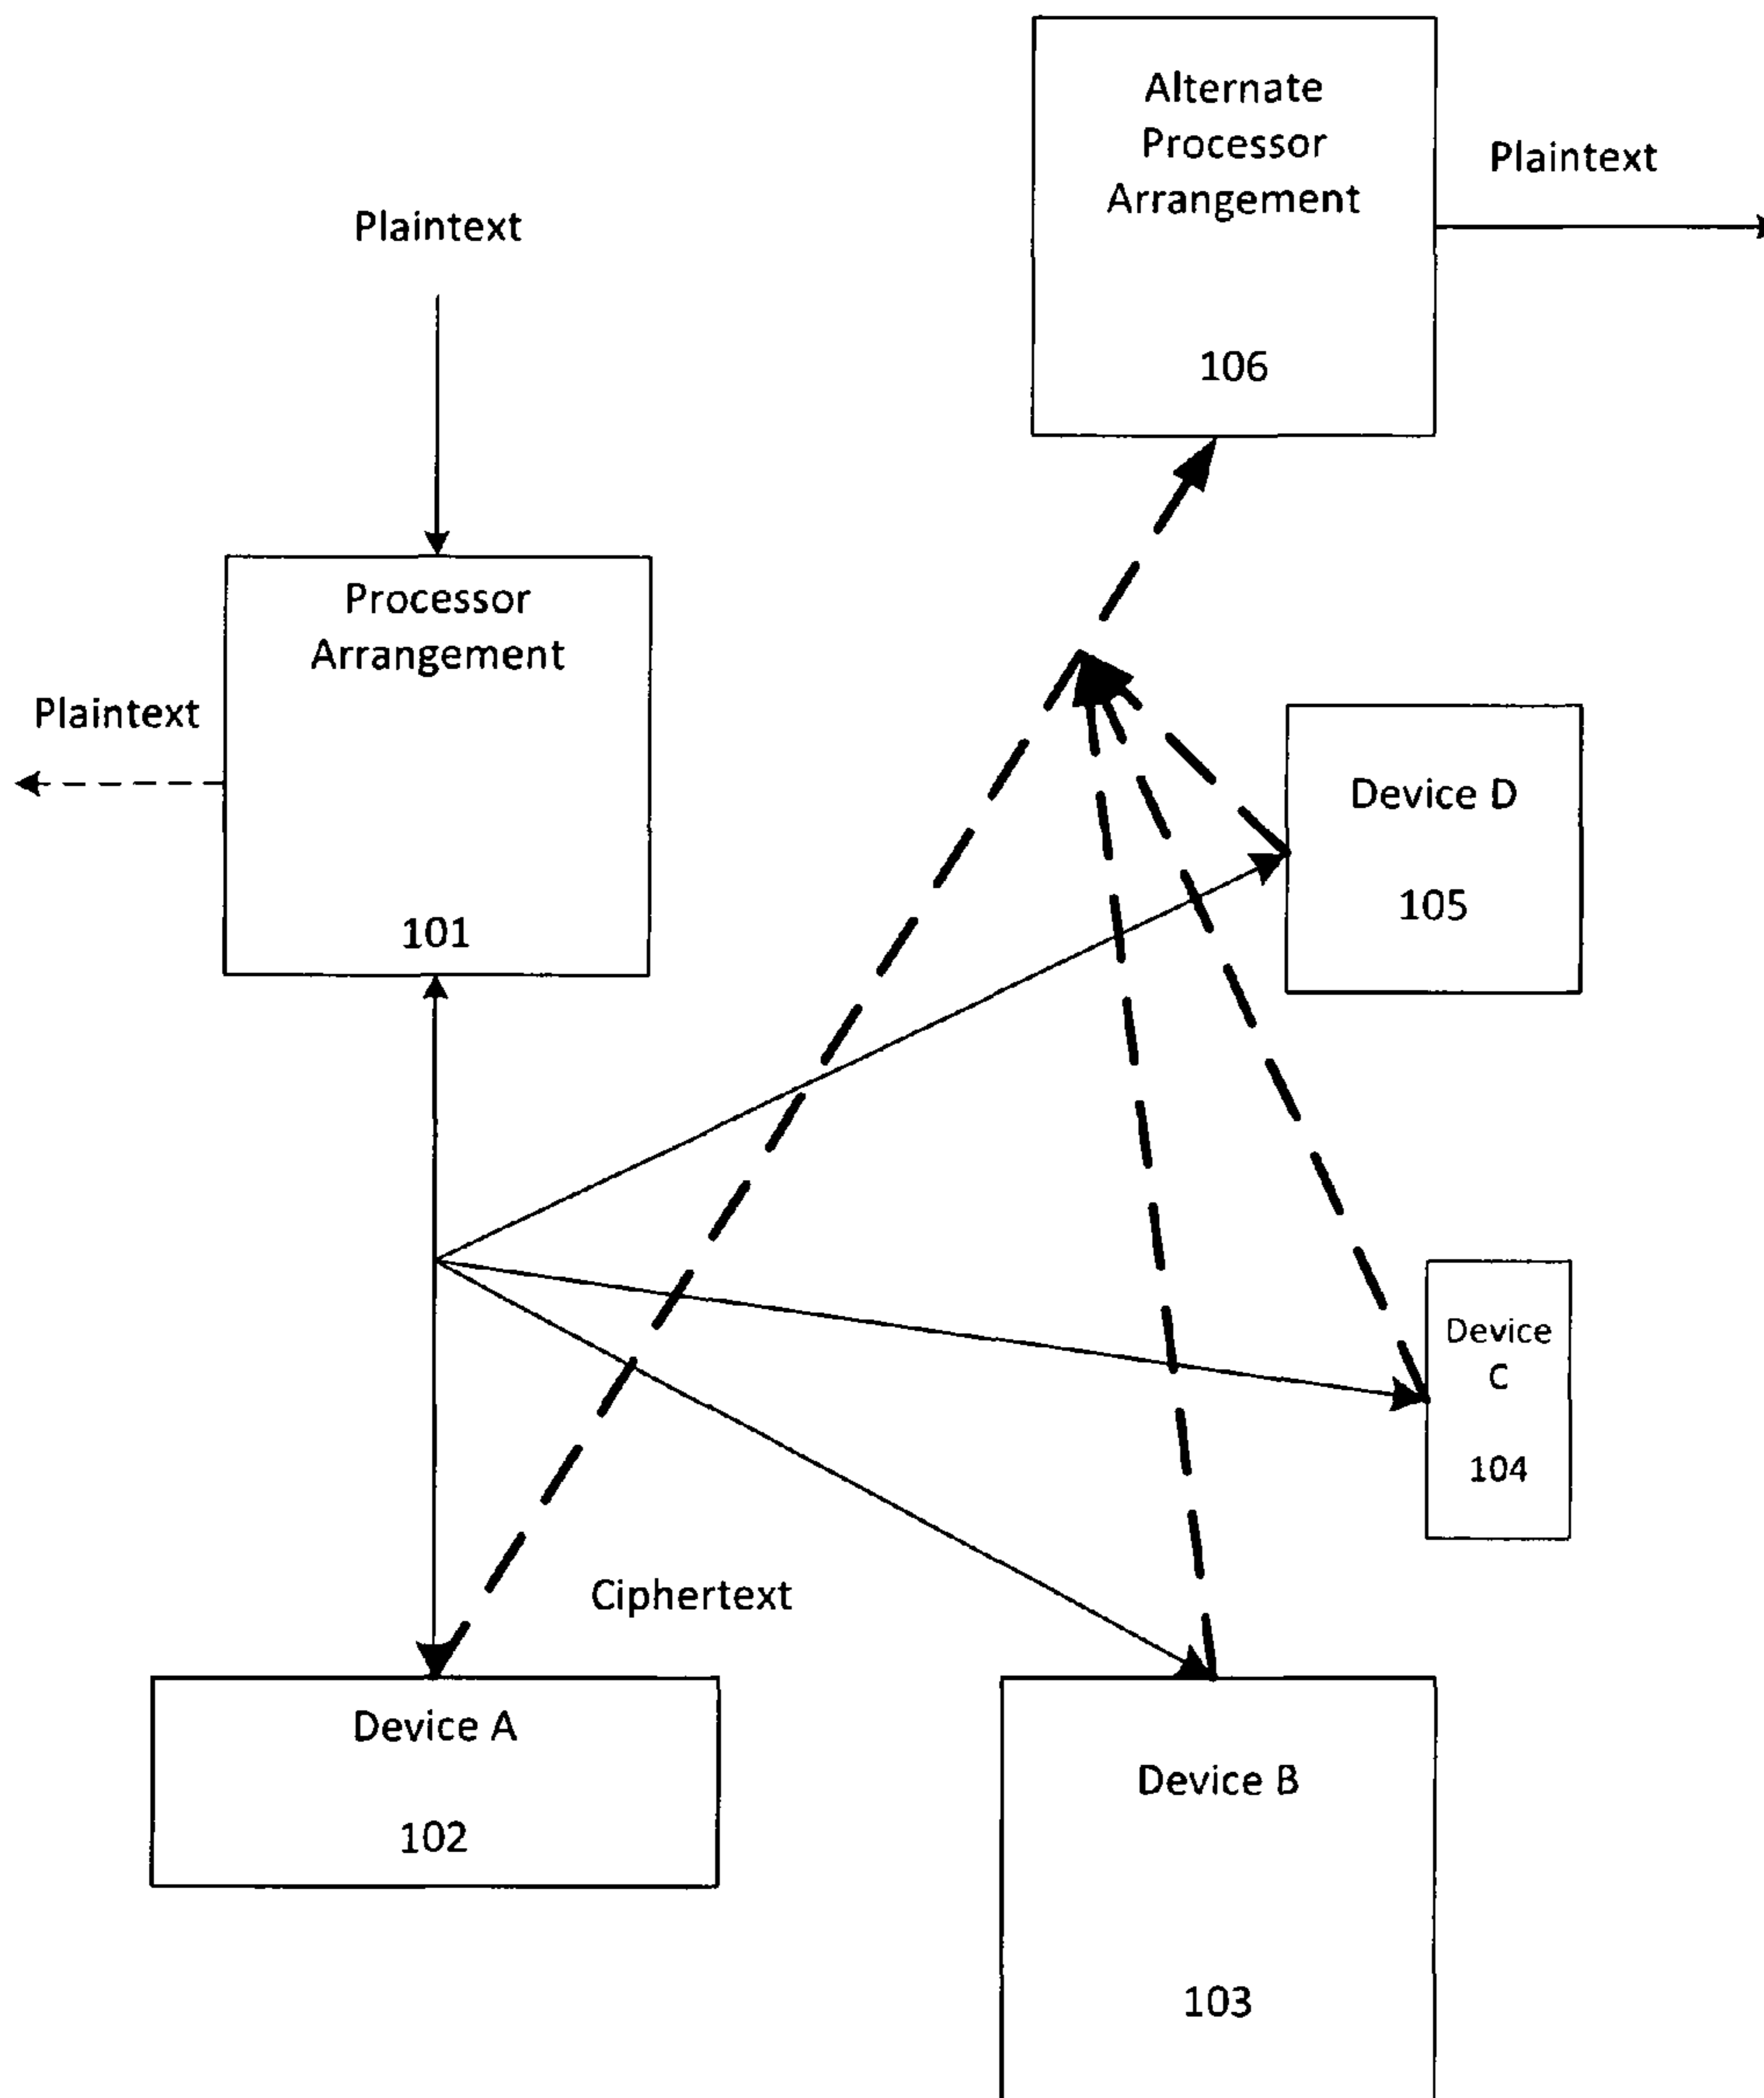 Alternate
Processor
Arrangement
106
Plaintext
Plaintext
Processor
Arrangement
101
Plaintext
Device D
105
Device
C
104
Ciphertext
Device A
102
Device B
103